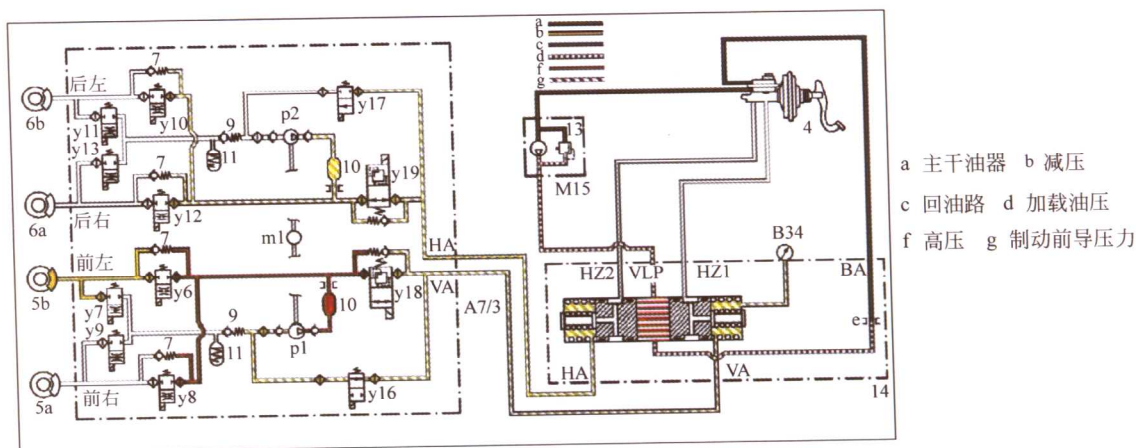 a
b
c
d
f
g
7
后左
6b
y11
y10
y13
9
p2
11
10
y17
y19
7
后右
6a
y12
m1
HA
7
前左
5b
y6
y7
y9
9
11
p1
10
y18
VA
A7/3
前右
5a
7
y8
y16
13
M15
4
HZ2 VLP HZ1
B34
BA
e
HA
VA
14
a 主干油器 b 减压
c 回油路 d 加载油压
f 高压 g 制动前导压力